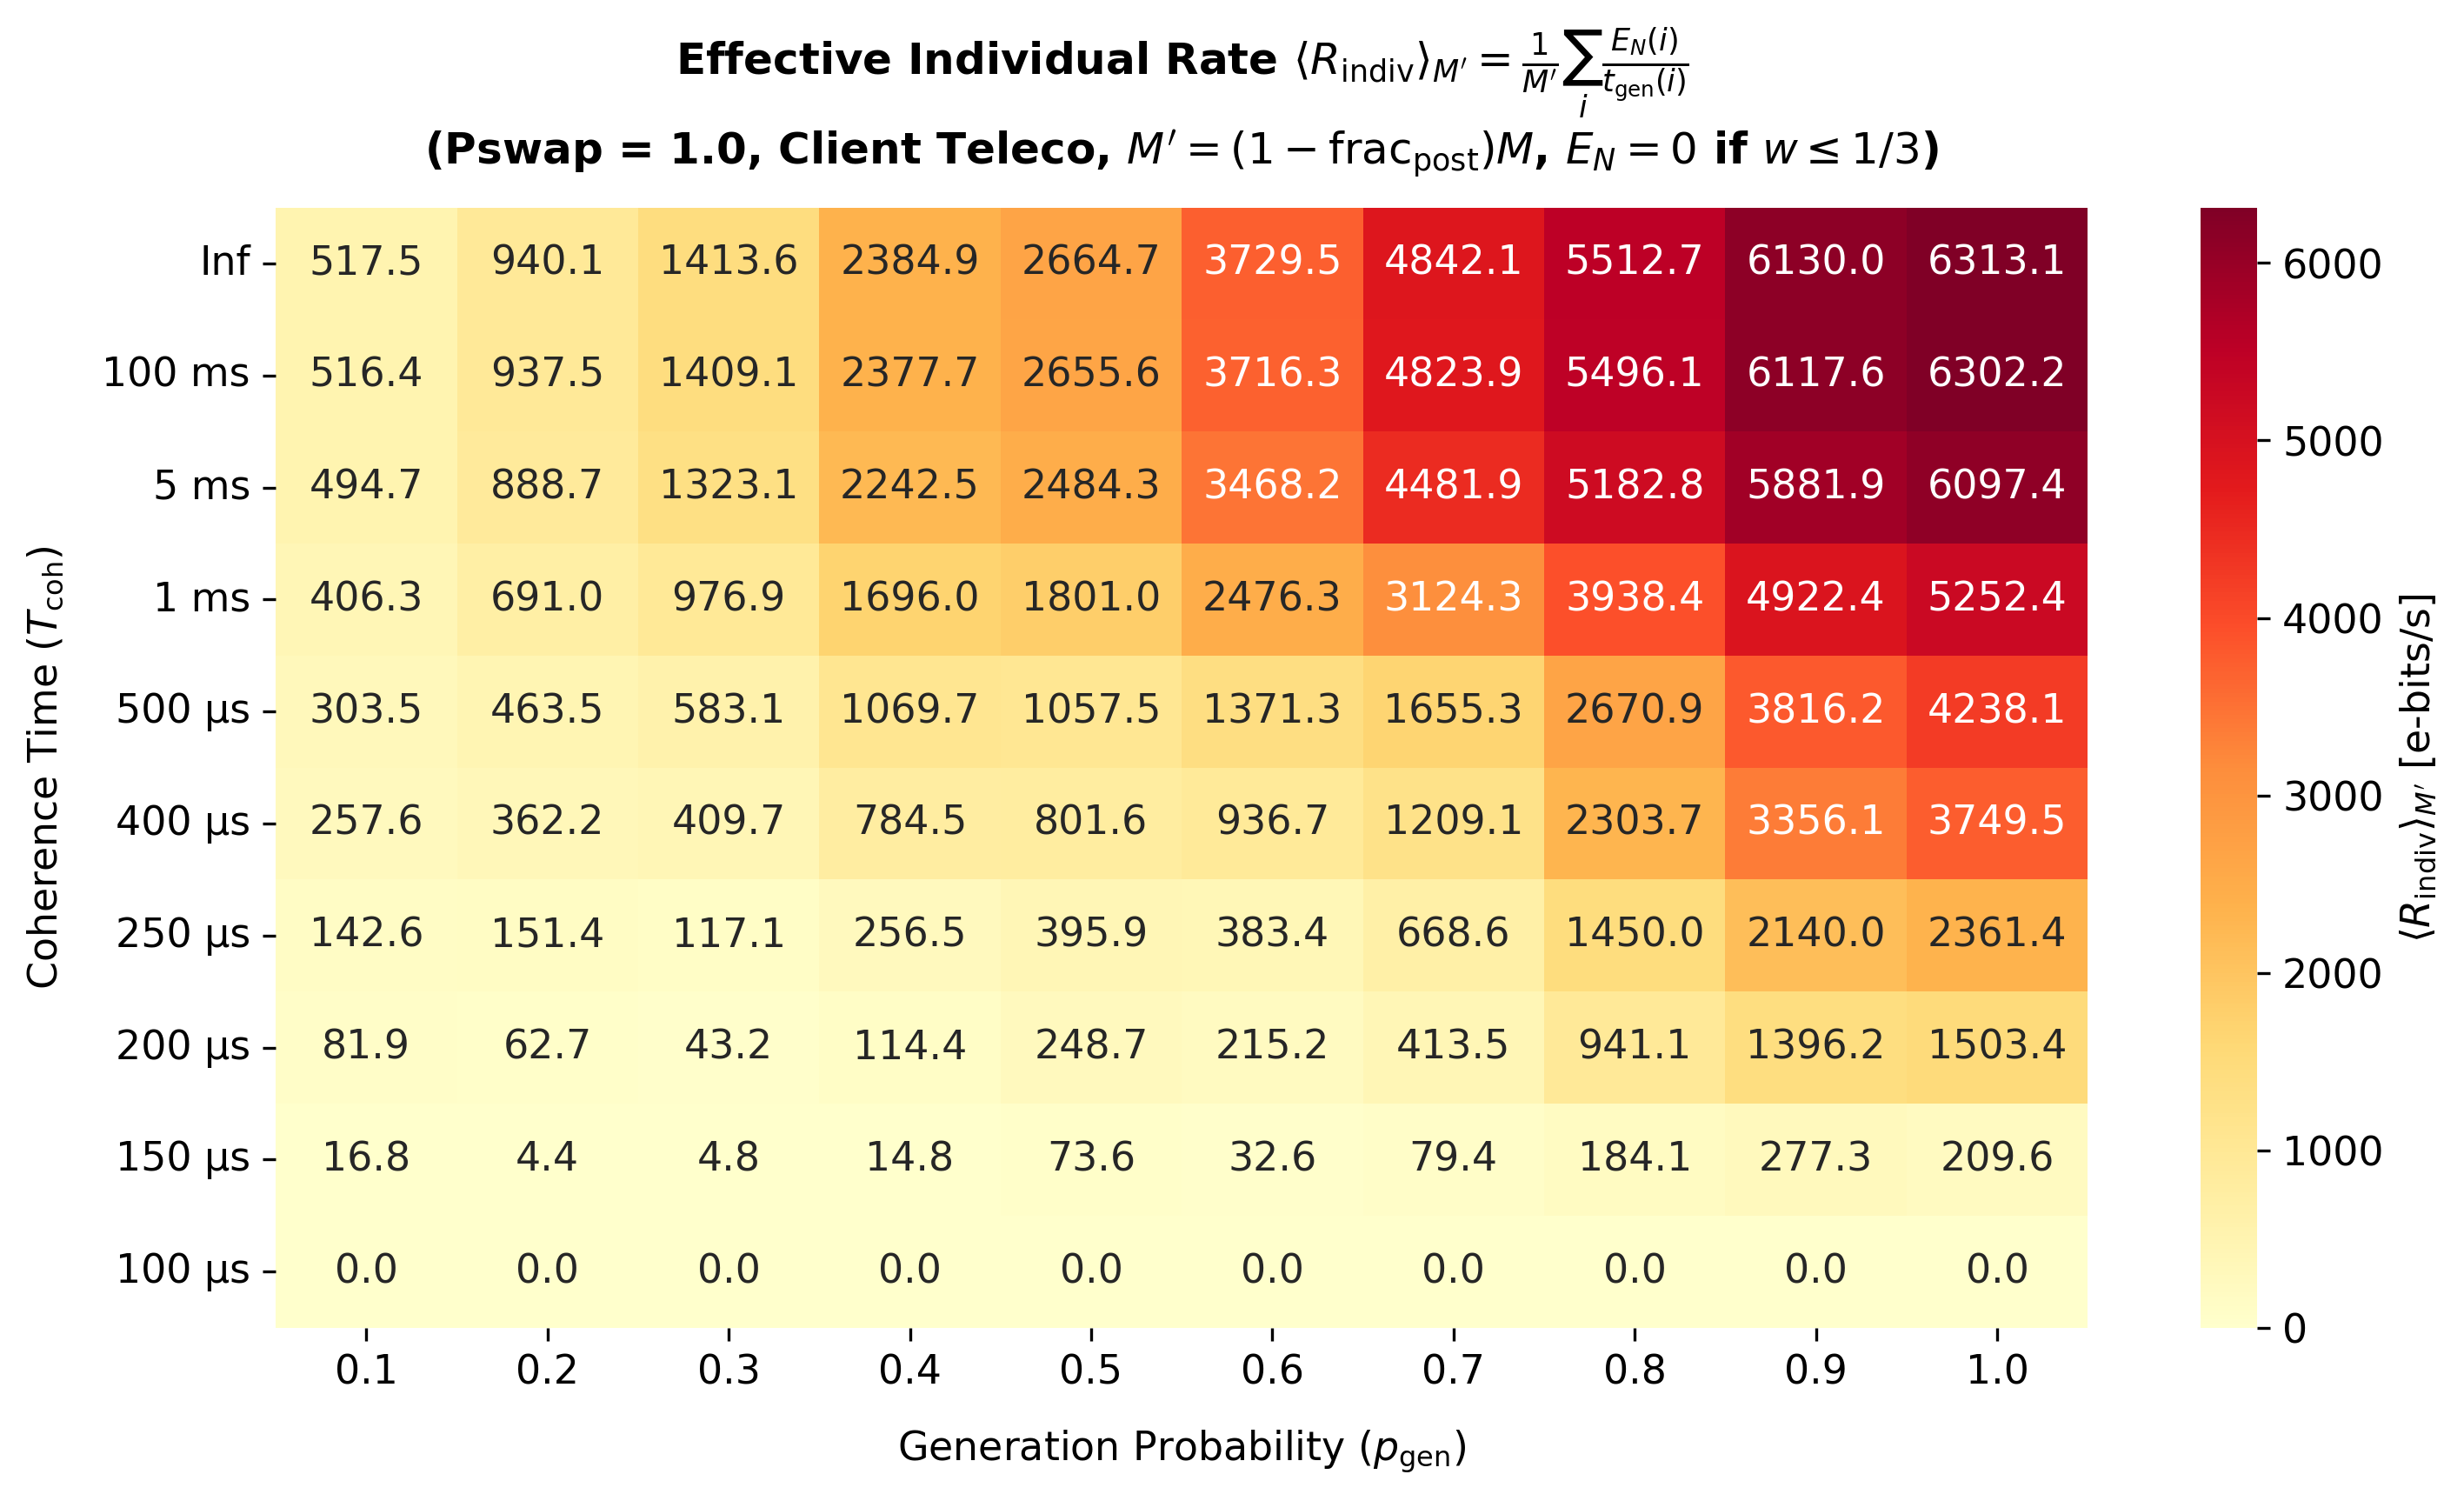 Effective Individual Rate ⟨R_indiv⟩_M′ = 1/M′ ∑_i E_N(i)/t_gen(i)
(Pswap = 1.0, Client Teleco, M′ = (1 − frac_post)M, E_N = 0 if w ≤ 1/3)
Coherence Time (T_coh)
Inf 517.5 940.1 1413.6 2384.9 2664.7 3729.5 4842.1 5512.7 6130.0 6313.1
100 ms 516.4 937.5 1409.1 2377.7 2655.6 3716.3 4823.9 5496.1 6117.6 6302.2
5 ms 494.7 888.7 1323.1 2242.5 2484.3 3468.2 4481.9 5182.8 5881.9 6097.4
1 ms 406.3 691.0 976.9 1696.0 1801.0 2476.3 3124.3 3938.4 4922.4 5252.4
500 µs 303.5 463.5 583.1 1069.7 1057.5 1371.3 1655.3 2670.9 3816.2 4238.1
400 µs 257.6 362.2 409.7 784.5 801.6 936.7 1209.1 2303.7 3356.1 3749.5
250 µs 142.6 151.4 117.1 256.5 395.9 383.4 668.6 1450.0 2140.0 2361.4
200 µs 81.9 62.7 43.2 114.4 248.7 215.2 413.5 941.1 1396.2 1503.4
150 µs 16.8 4.4 4.8 14.8 73.6 32.6 79.4 184.1 277.3 209.6
100 µs 0.0 0.0 0.0 0.0 0.0 0.0 0.0 0.0 0.0 0.0
0.1 0.2 0.3 0.4 0.5 0.6 0.7 0.8 0.9 1.0
Generation Probability (p_gen)
6000
5000
4000
3000
2000
1000
0
⟨R_indiv⟩_M′ [e-bits/s]